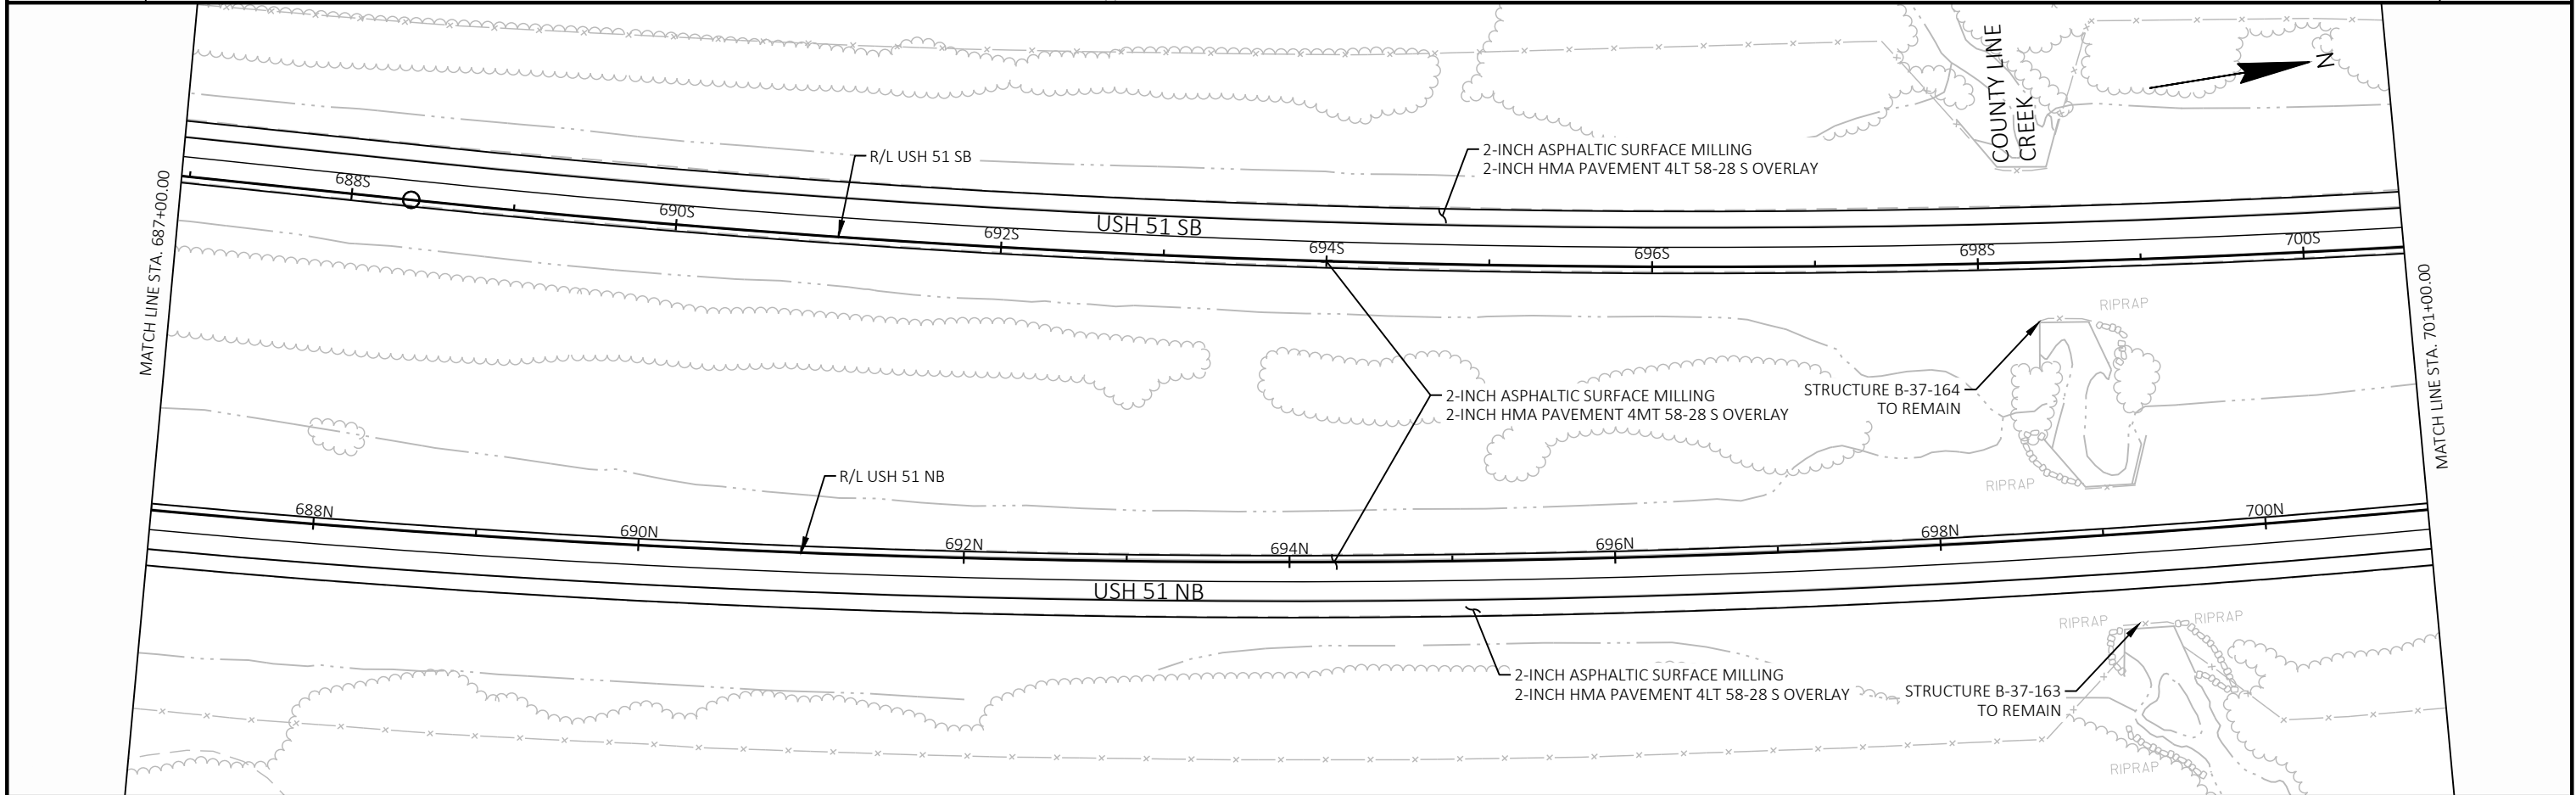 COUNTY LINE
CREEK
N
MATCH LINE STA. 687+00.00
R/L USH 51 SB
2-INCH ASPHALTIC SURFACE MILLING
2-INCH HMA PAVEMENT 4LT 58-28 S OVERLAY
688S
690S
USH 51 SB
692S
694S
696S
698S
700S
MATCH LINE STA. 701+00.00
RIPRAP
STRUCTURE B-37-164
TO REMAIN
2-INCH ASPHALTIC SURFACE MILLING
2-INCH HMA PAVEMENT 4MT 58-28 S OVERLAY
RIPRAP
R/L USH 51 NB
688N
690N
692N
694N
696N
698N
700N
USH 51 NB
RIPRAP
RIPRAP
2-INCH ASPHALTIC SURFACE MILLING
2-INCH HMA PAVEMENT 4LT 58-28 S OVERLAY
STRUCTURE B-37-163
TO REMAIN
RIPRAP